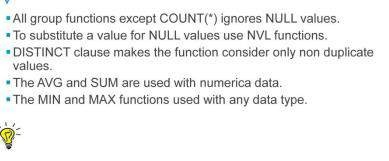 ▪ All group functions except COUNT(*) ignores NULL values.
▪ To substitute a value for NULL values use NVL functions.
▪ DISTINCT clause makes the function consider only non duplicate
values.
▪ The AVG and SUM are used with numerica data.
▪ The MIN and MAX functions used with any data type.